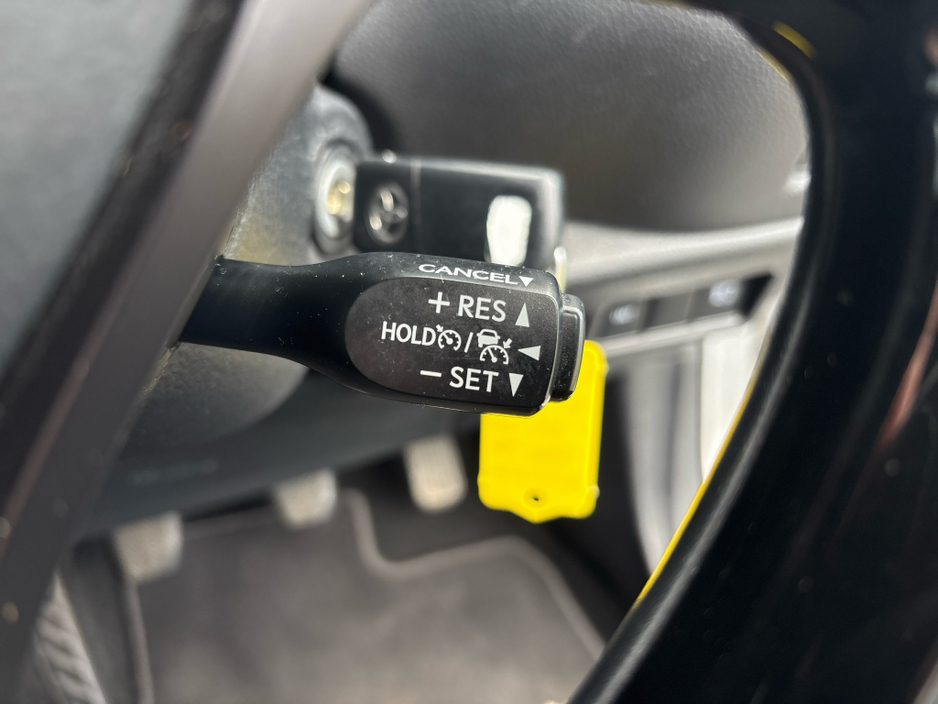 CANCEL▼
+ RES ▲
HOLD / ◄
− SET ▼